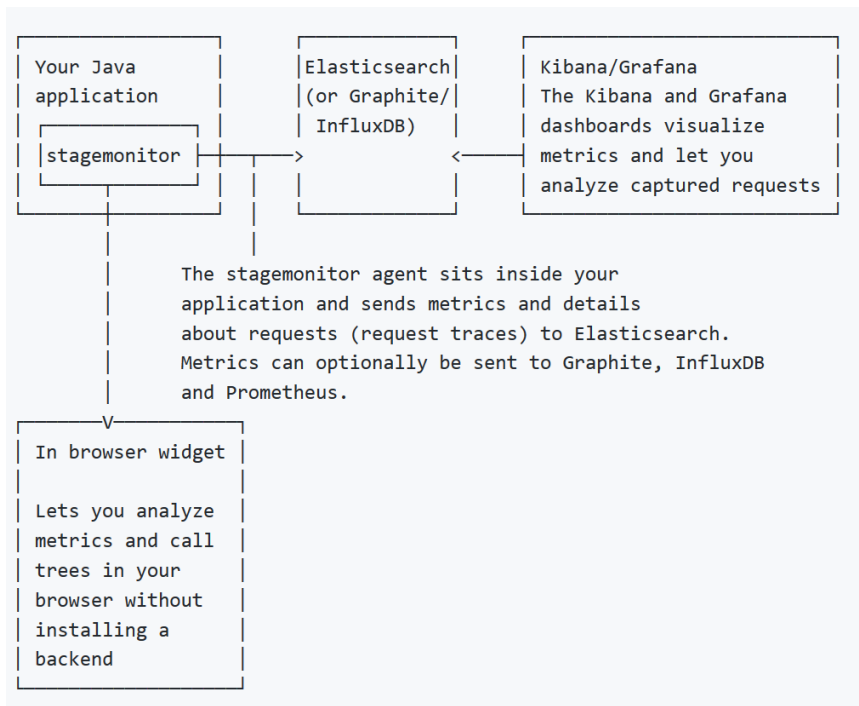 Your Java
application
stagemonitor
Elasticsearch
(or Graphite/
InfluxDB)
Kibana/Grafana
The Kibana and Grafana
dashboards visualize
metrics and let you
analyze captured requests
The stagemonitor agent sits inside your
application and sends metrics and details
about requests (request traces) to Elasticsearch.
Metrics can optionally be sent to Graphite, InfluxDB
and Prometheus.
In browser widget
Lets you analyze
metrics and call
trees in your
browser without
installing a
backend